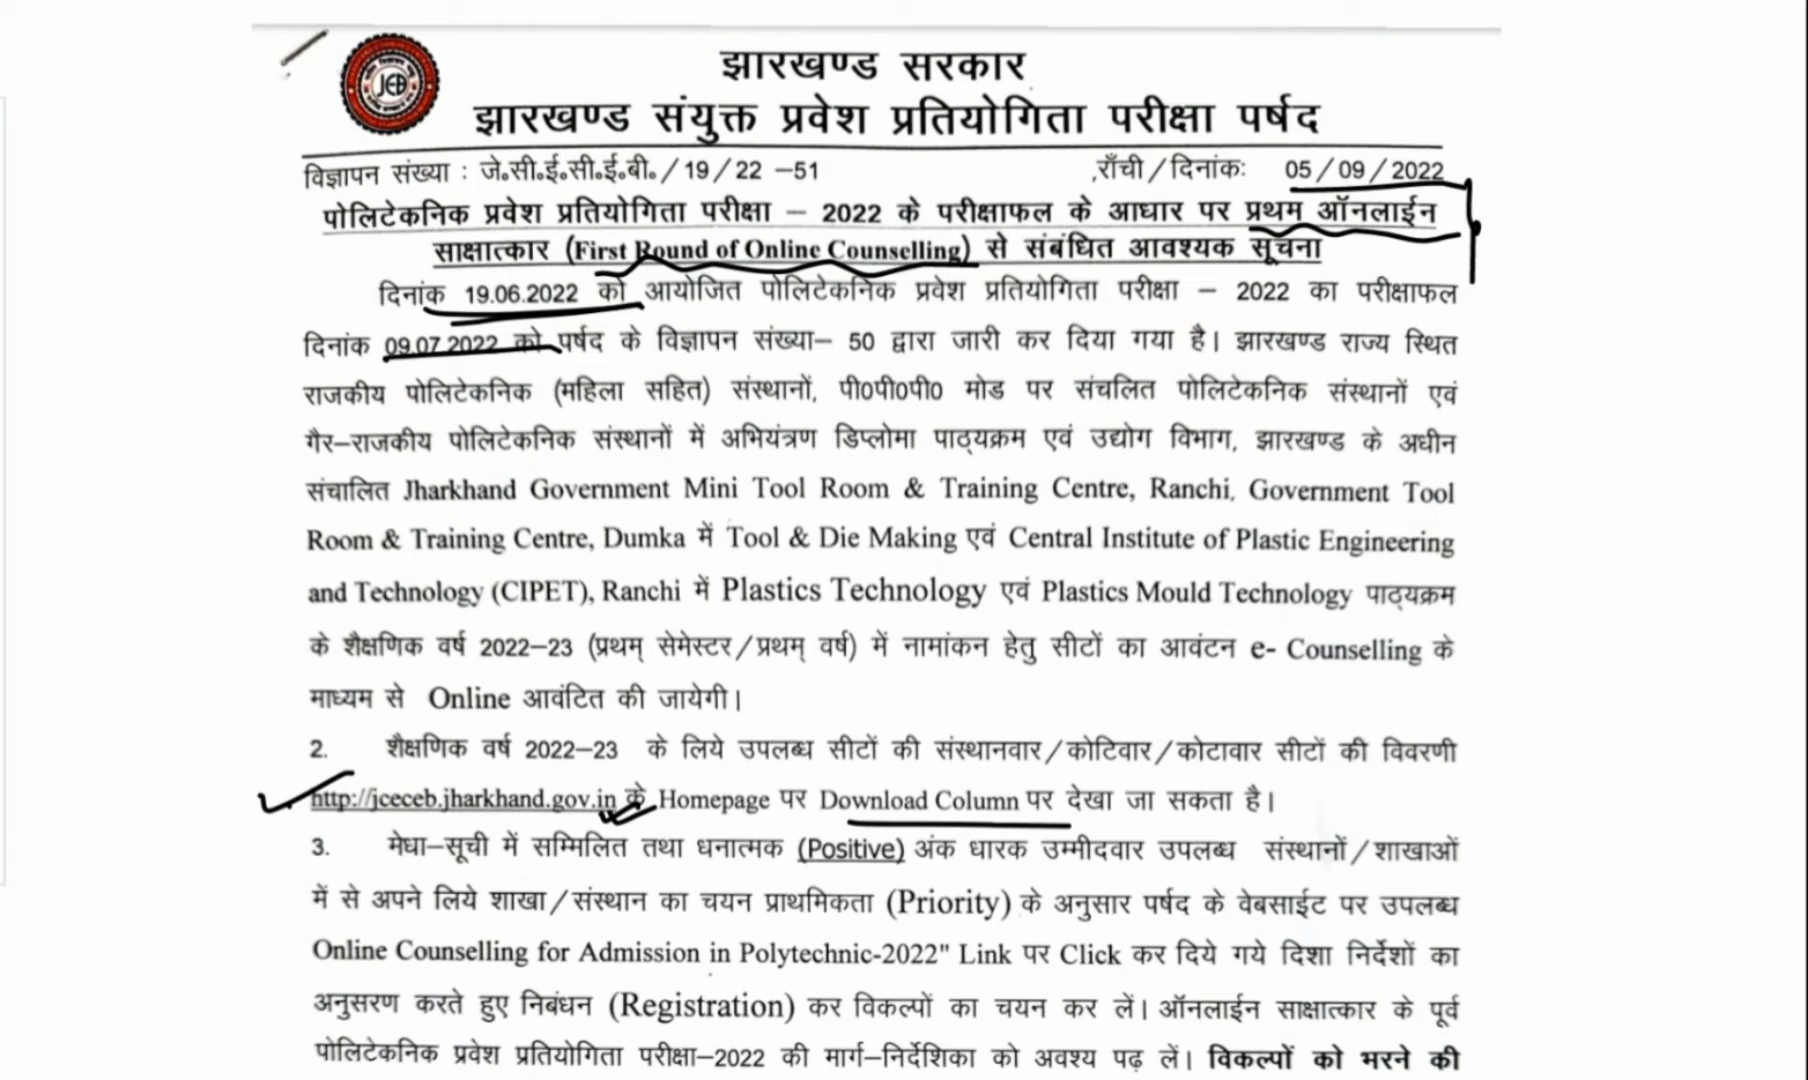 JEB
झारखण्ड सरकार
झारखण्ड संयुक्त प्रवेश प्रतियोगिता परीक्षा पर्षद
विज्ञापन संख्या : जे.सी.ई.सी.ई.बी./19/22 -51 राँची/दिनांक: 05/09/2022
पोलिटेकनिक प्रवेश प्रतियोगिता परीक्षा – 2022 के परीक्षाफल के आधार पर प्रथम ऑनलाईन
साक्षात्कार (First Round of Online Counselling) से संबंधित आवश्यक सूचना
दिनांक 19.06.2022 को आयोजित पोलिटेकनिक प्रवेश प्रतियोगिता परीक्षा – 2022 का परीक्षाफल
दिनांक 09.07.2022 को पर्षद के विज्ञापन संख्या– 50 द्वारा जारी कर दिया गया है। झारखण्ड राज्य स्थित
राजकीय पोलिटेकनिक (महिला सहित) संस्थानों, पी0पी0पी0 मोड पर संचलित पोलिटेकनिक संस्थानों एवं
गैर–राजकीय पोलिटेकनिक संस्थानों में अभियंत्रण डिप्लोमा पाठ्यक्रम एवं उद्योग विभाग, झारखण्ड के अधीन
संचालित Jharkhand Government Mini Tool Room & Training Centre, Ranchi, Government Tool
Room & Training Centre, Dumka में Tool & Die Making एवं Central Institute of Plastic Engineering
and Technology (CIPET), Ranchi में Plastics Technology एवं Plastics Mould Technology पाठ्यक्रम
के शैक्षणिक वर्ष 2022–23 (प्रथम् सेमेस्टर/प्रथम् वर्ष) में नामांकन हेतु सीटों का आवंटन e- Counselling के
माध्यम से Online आवंटित की जायेगी।
2. शैक्षणिक वर्ष 2022–23 के लिये उपलब्ध सीटों की संस्थानवार/कोटिवार/कोटावार सीटों की विवरणी
http://jceceb.jharkhand.gov.in के Homepage पर Download Column पर देखा जा सकता है।
3. मेधा–सूची में सम्मिलित तथा धनात्मक (Positive) अंक धारक उम्मीदवार उपलब्ध संस्थानों/शाखाओं
में से अपने लिये शाखा/संस्थान का चयन प्राथमिकता (Priority) के अनुसार पर्षद के वेबसाईट पर उपलब्ध
Online Counselling for Admission in Polytechnic-2022" Link पर Click कर दिये गये दिशा निर्देशों का
अनुसरण करते हुए निबंधन (Registration) कर विकल्पों का चयन कर लें। ऑनलाईन साक्षात्कार के पूर्व
पोलिटेकनिक प्रवेश प्रतियोगिता परीक्षा–2022 की मार्ग–निर्देशिका को अवश्य पढ़ लें। विकल्पों को भरने की